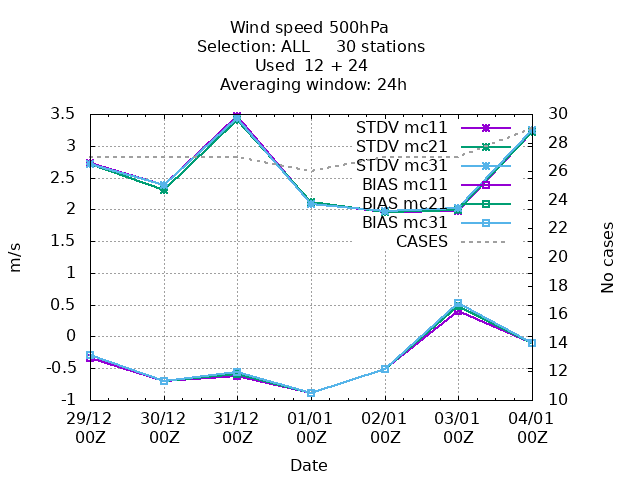 Wind speed 500hPa
Selection: ALL     30 stations
Used  12 + 24
Averaging window: 24h
3.5
3
2.5
2
1.5
1
0.5
0
-0.5
-1
m/s
30
28
26
24
22
20
18
16
14
12
10
No cases
STDV mc11
STDV mc21
STDV mc31
BIAS mc11
BIAS mc21
BIAS mc31
CASES
29/12 30/12 31/12 01/01 02/01 03/01 04/01
00Z 00Z 00Z 00Z 00Z 00Z 00Z
Date